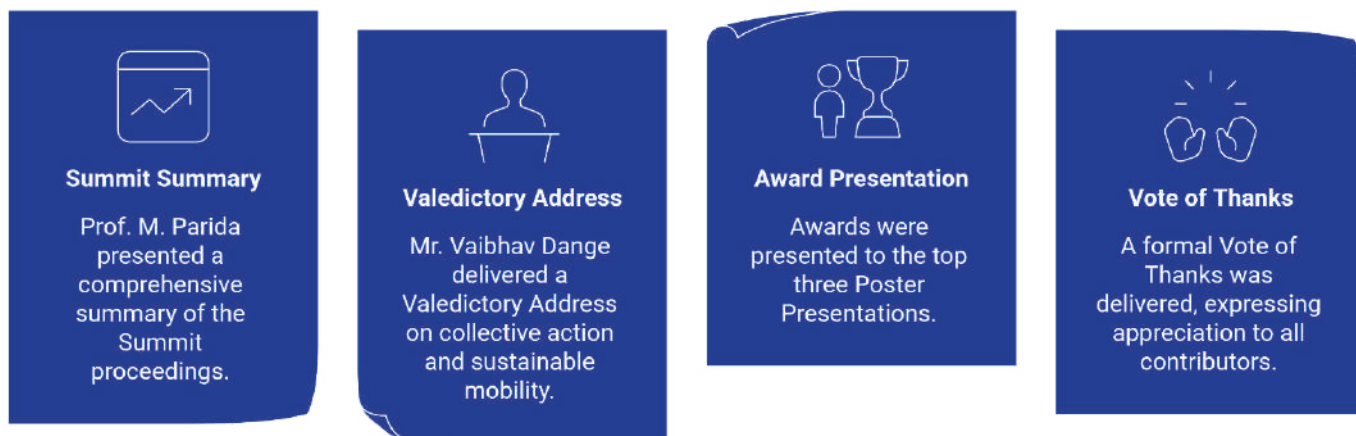 Summit Summary
Prof. M. Parida
presented a
comprehensive
summary of the
Summit
proceedings.
Valedictory Address
Mr. Vaibhav Dange
delivered a
Valedictory Address
on collective action
and sustainable
mobility.
Award Presentation
Awards were
presented to the top
three Poster
Presentations.
Vote of Thanks
A formal Vote of
Thanks was
delivered, expressing
appreciation to all
contributors.